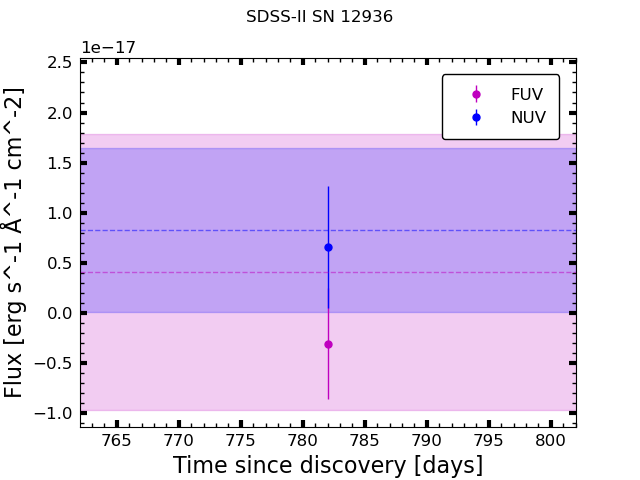 SDSS-II SN 12936
1e−17
2.5
2.0
1.5
1.0
0.5
0.0
−0.5
−1.0
Flux [erg s^-1 Å^-1 cm^-2]
FUV
NUV
765 770 775 780 785 790 795 800
Time since discovery [days]